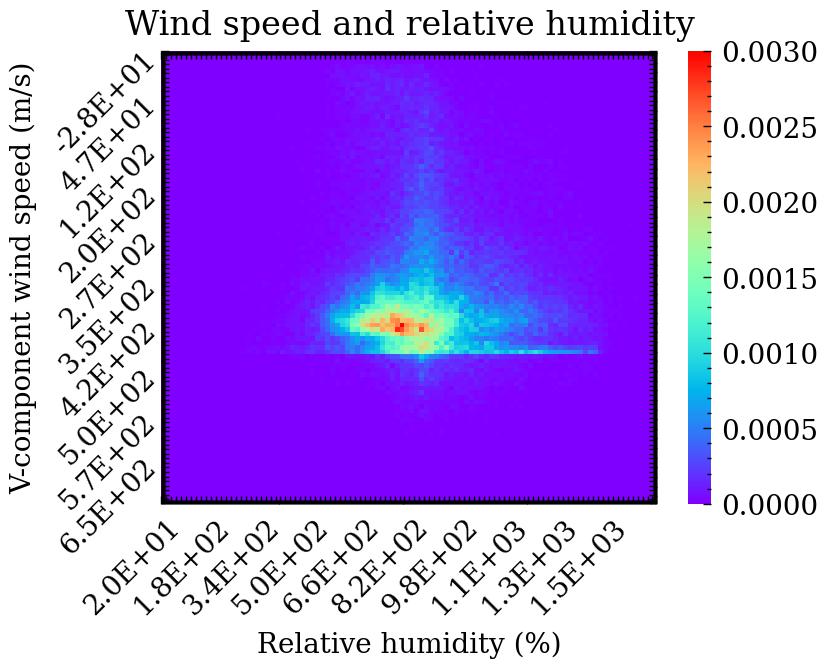 Wind speed and relative humidity
V-component wind speed (m/s)
-2.8E+01
4.7E+01
1.2E+02
2.0E+02
2.7E+02
3.5E+02
4.2E+02
5.0E+02
5.7E+02
6.5E+02
2.0E+01
1.8E+02
3.4E+02
5.0E+02
6.6E+02
8.2E+02
9.8E+02
1.1E+03
1.3E+03
1.5E+03
Relative humidity (%)
0.0030
0.0025
0.0020
0.0015
0.0010
0.0005
0.0000